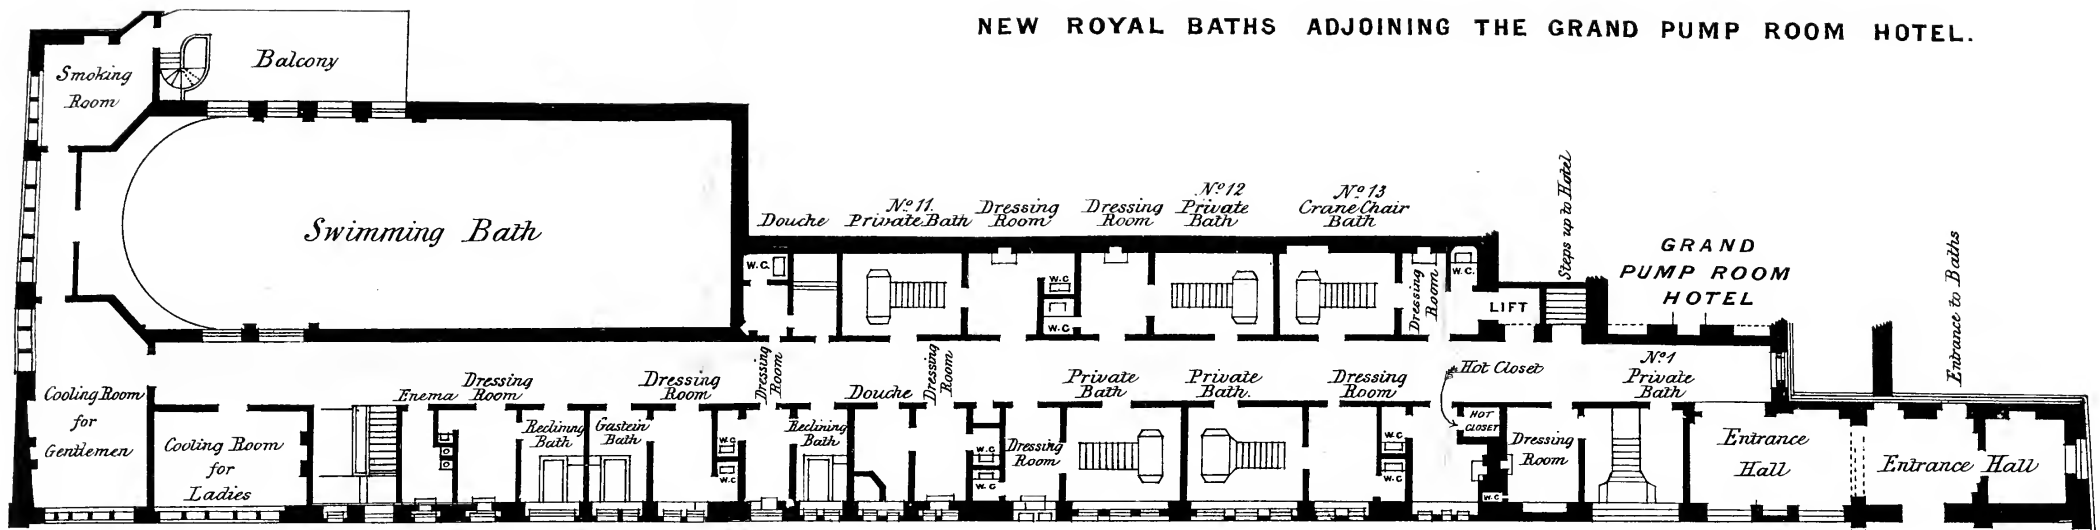 NEW ROYAL BATHS ADJOINING THE GRAND PUMP ROOM HOTEL.
Smoking
Room
Balcony
Swimming Bath
Douche
Nº 11.
Private Bath
Dressing
Room
Dressing
Room
Nº 12
Private
Bath
Nº 13
Crane Chair
Bath
Steps up to Hotel
GRAND
PUMP ROOM
HOTEL
Entrance to Baths
W.C.
W.C
W.C
Dressing
Room
W.C.
LIFT
Cooling Room
for
Gentlemen
Cooling Room
for
Ladies
Enema
Dressing
Room
Reclining
Bath
Gastein
Bath
Dressing
Room
W.C
W.C
Dressing
Room
Reclining
Bath
Douche
Dressing
Room
W.C
W.C
Dressing
Room
Private
Bath
Private
Bath.
Dressing
Room
W.C
W.C
Hot Closet
HOT
CLOSET
W.C
Dressing
Room
Nº 1
Private
Bath
Entrance
Hall
Entrance Hall